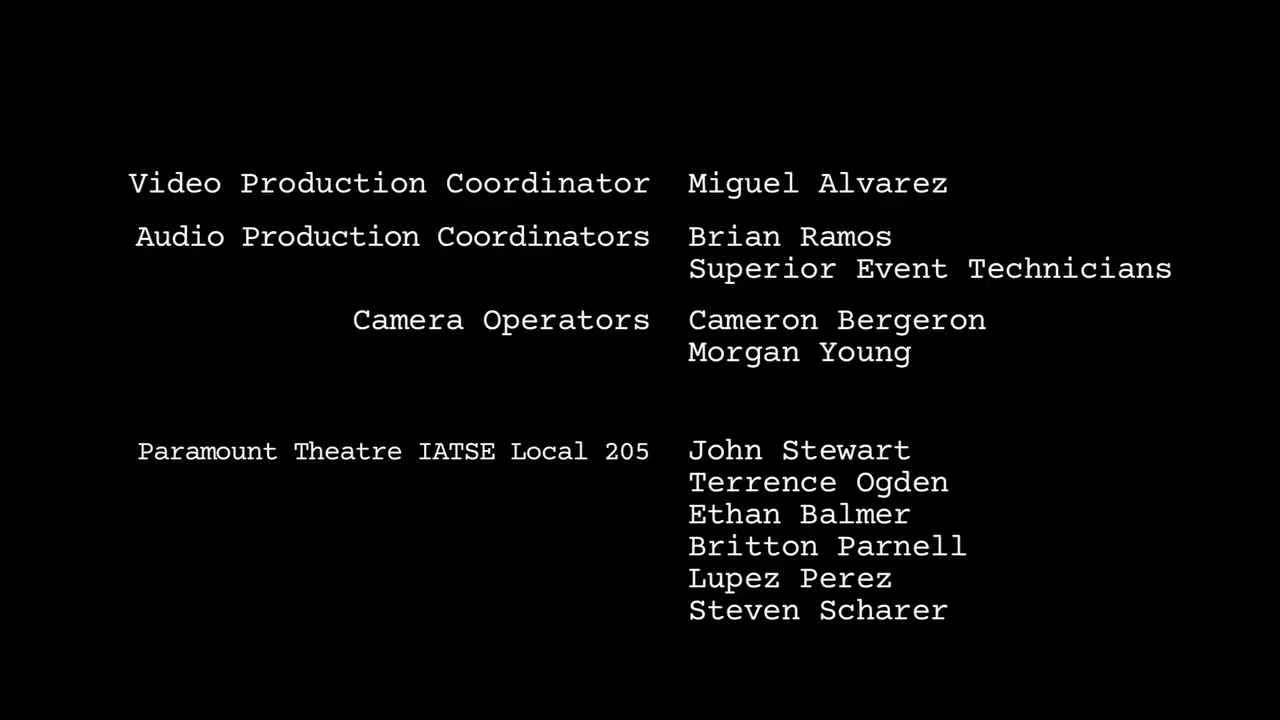 Video Production Coordinator Miguel Alvarez
Audio Production Coordinators Brian Ramos
Superior Event Technicians
Camera Operators Cameron Bergeron
Morgan Young
Paramount Theatre IATSE Local 205 John Stewart
Terrence Ogden
Ethan Balmer
Britton Parnell
Lupez Perez
Steven Scharer